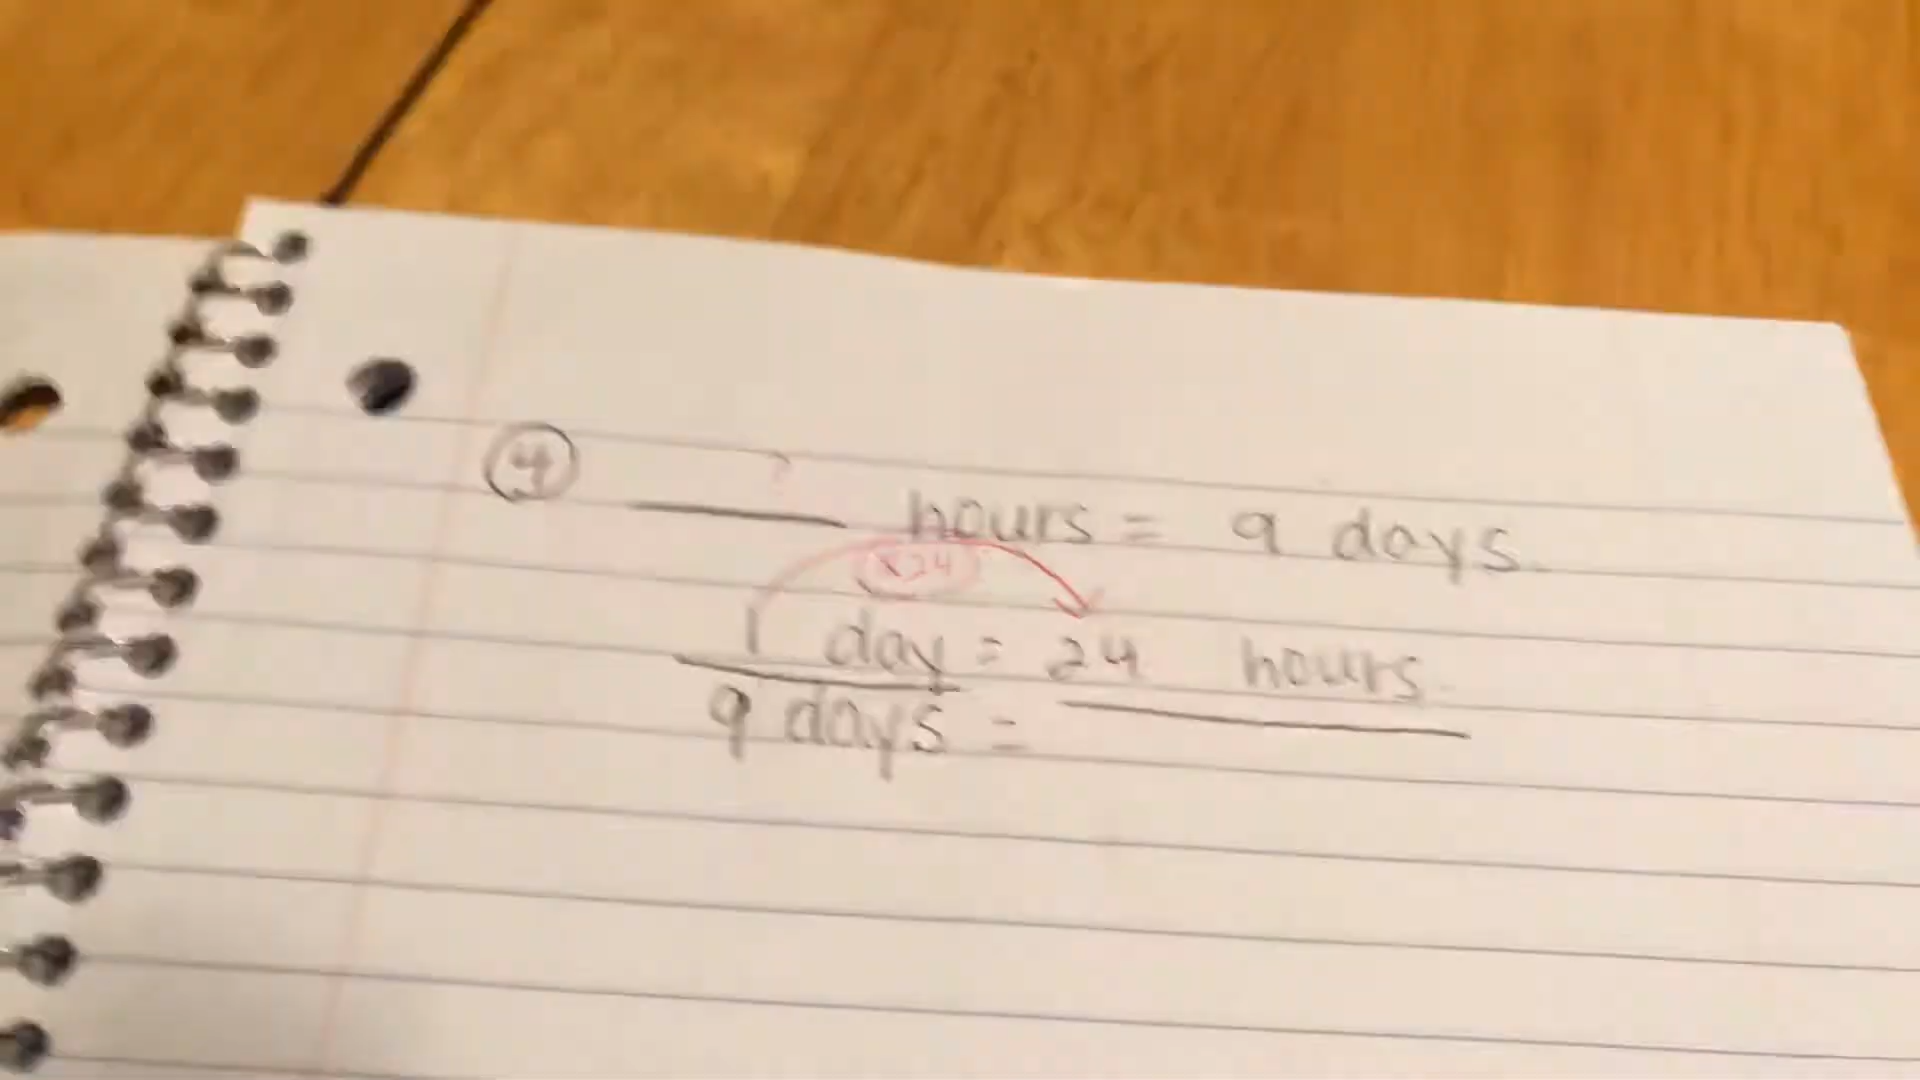 4 ? hours = 9 days.
x24
1 day = 24 hours.
9 days =